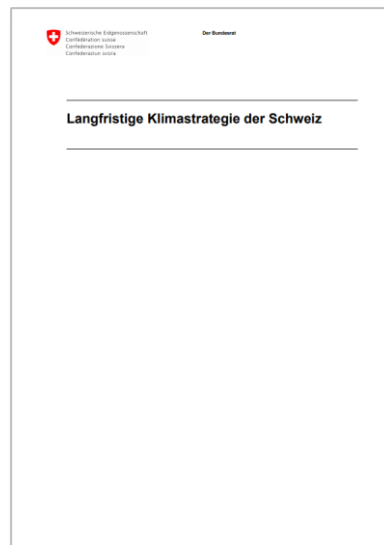 Schweizerische Eidgenossenschaft
Confédération suisse
Confederazione Svizzera
Confederaziun svizra
Der Bundesrat
Langfristige Klimastrategie der Schweiz